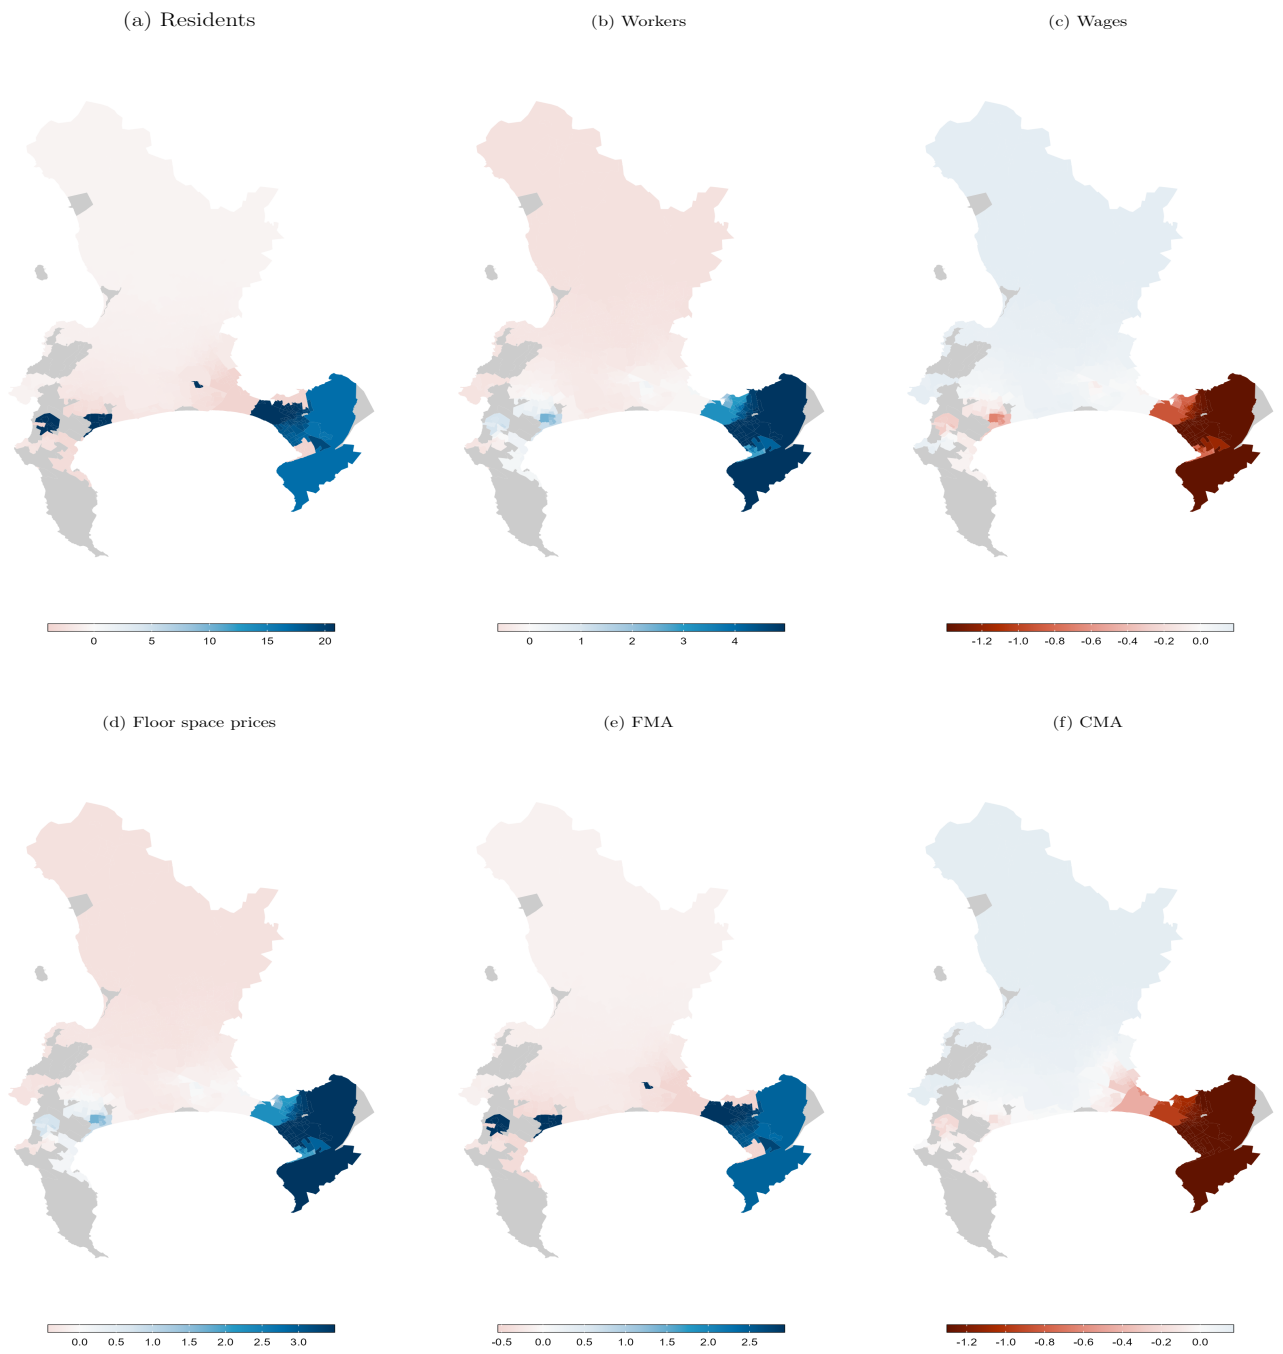 (a) Residents
(b) Workers
(c) Wages
0 5 10 15 20
0 1 2 3 4
-1.2 -1.0 -0.8 -0.6 -0.4 -0.2 0.0
(d) Floor space prices
(e) FMA
(f) CMA
0.0 0.5 1.0 1.5 2.0 2.5 3.0
-0.5 0.0 0.5 1.0 1.5 2.0 2.5
-1.2 -1.0 -0.8 -0.6 -0.4 -0.2 0.0